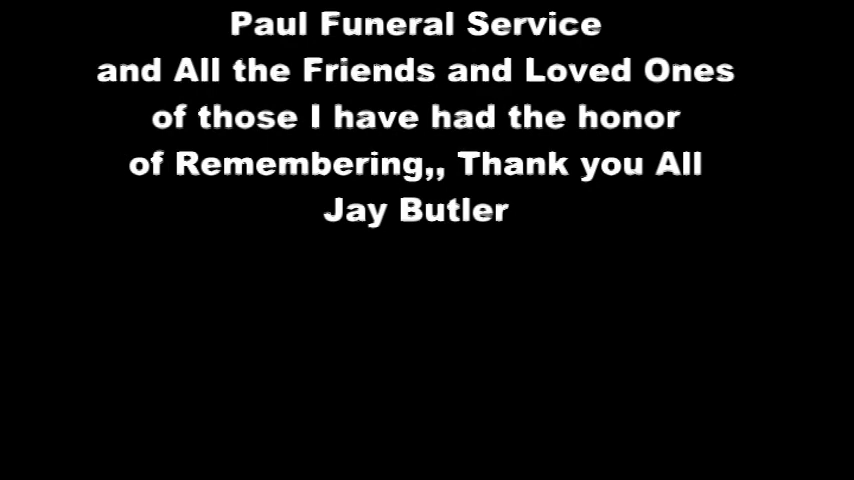 Paul Funeral Service
and All the Friends and Loved Ones
of those I have had the honor
of Remembering,, Thank you All
Jay Butler